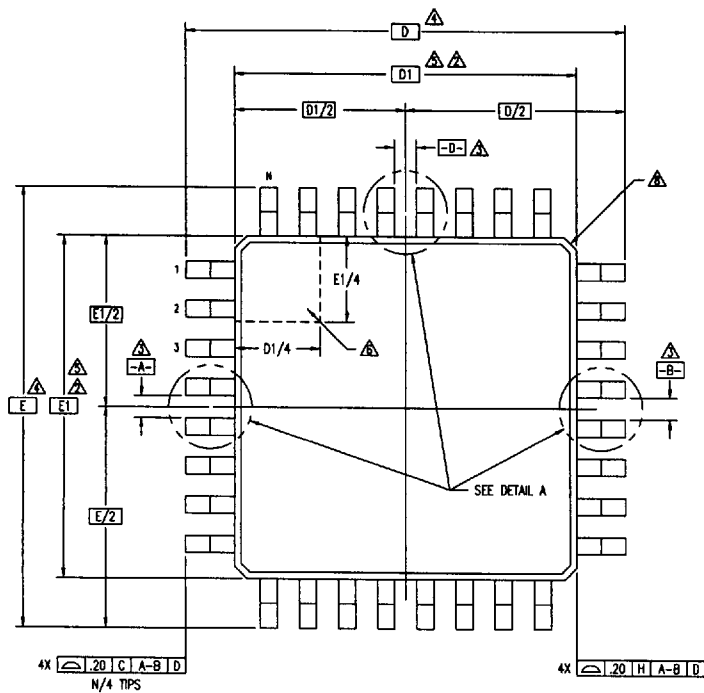 D 4
D1 5 2
D1/2
D/2
-D- 3
N
8
1
2
3
E1/4
D1/4
6
E1/2
3
-A-
3
-B-
4
E
5
2
E1
E/2
SEE DETAIL A
4X ⌓ .20 C A-B D
N/4 TIPS
4X ⌓ .20 H A-B D